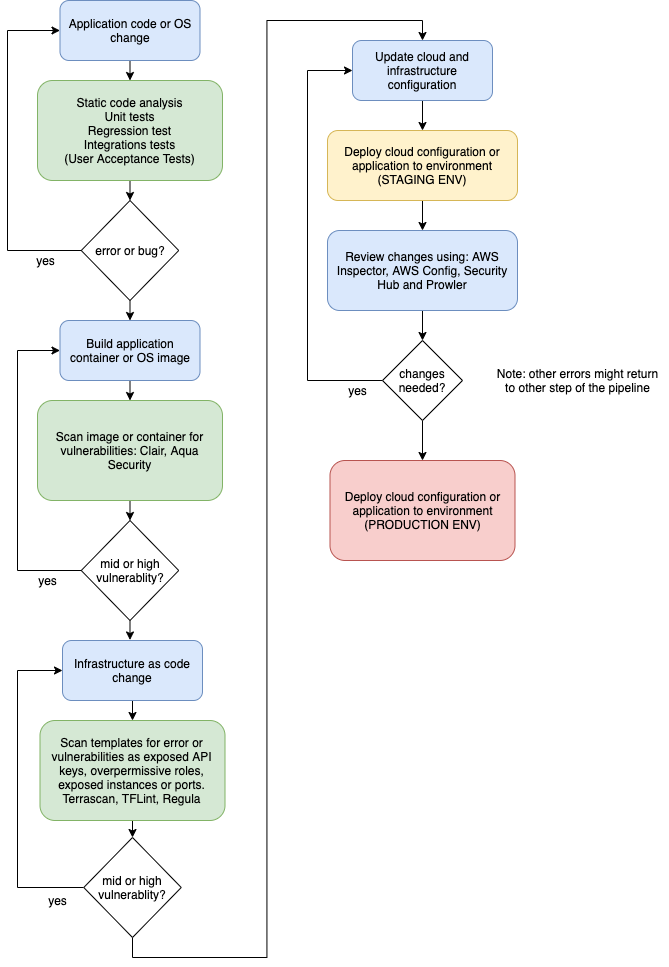 Application code or OS
change
Static code analysis
Unit tests
Regression test
Integrations tests
(User Acceptance Tests)
error or bug?
yes
Build application
container or OS image
Scan image or container for
vulnerabilities: Clair, Aqua
Security
mid or high
vulnerablity?
yes
Infrastructure as code
change
Scan templates for error or
vulnerabilities as exposed API
keys, overpermissive roles,
exposed instances or ports.
Terrascan, TFLint, Regula
mid or high
vulnerablity?
yes
Update cloud and
infrastructure
configuration
Deploy cloud configuration or
application to environment
(STAGING ENV)
Review changes using: AWS
Inspector, AWS Config, Security
Hub and Prowler
changes
needed?
yes
Note: other errors might return
to other step of the pipeline
Deploy cloud configuration or
application to environment
(PRODUCTION ENV)